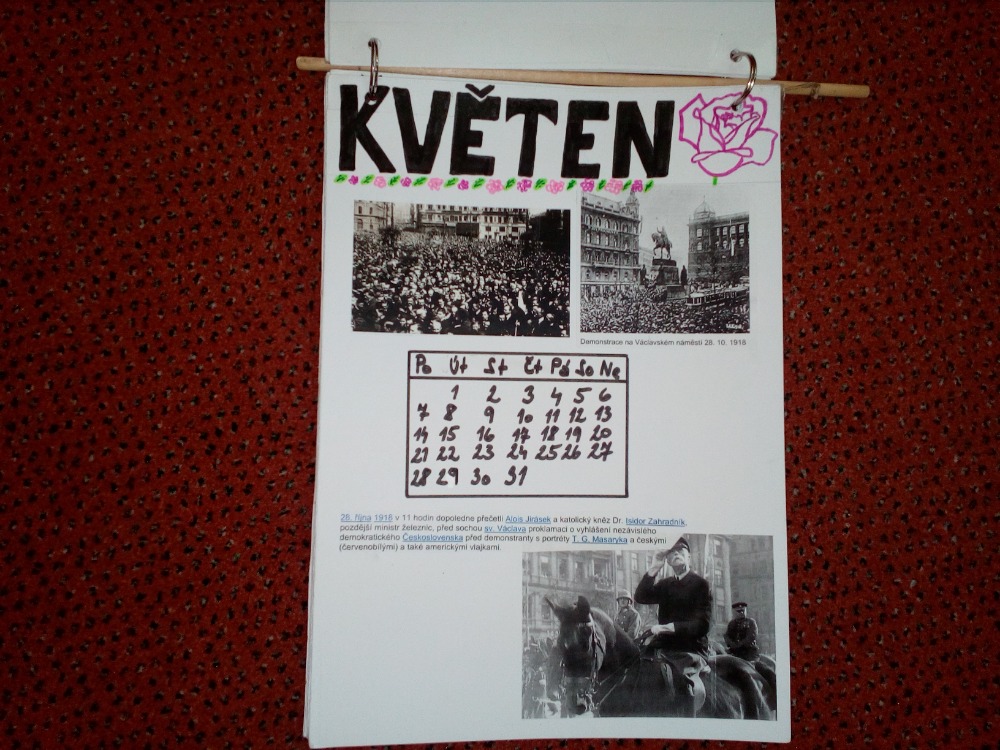 KVĚTEN
Demonstrace na Václavském náměstí 28. 10. 1918
Po Út St Čt Pá So Ne
1 2 3 4 5 6
7 8 9 10 11 12 13
14 15 16 17 18 19 20
21 22 23 24 25 26 27
28 29 30 31
28. října 1918 v 11 hodin dopoledne přečetli Alois Jirásek a katolický kněz Dr. Isidor Zahradník,
pozdější ministr železnic, před sochou sv. Václava proklamaci o vyhlášení nezávislého
demokratického Československa před demonstranty s portréty T. G. Masaryka a českými
(červenobílými) a také americkými vlajkami.